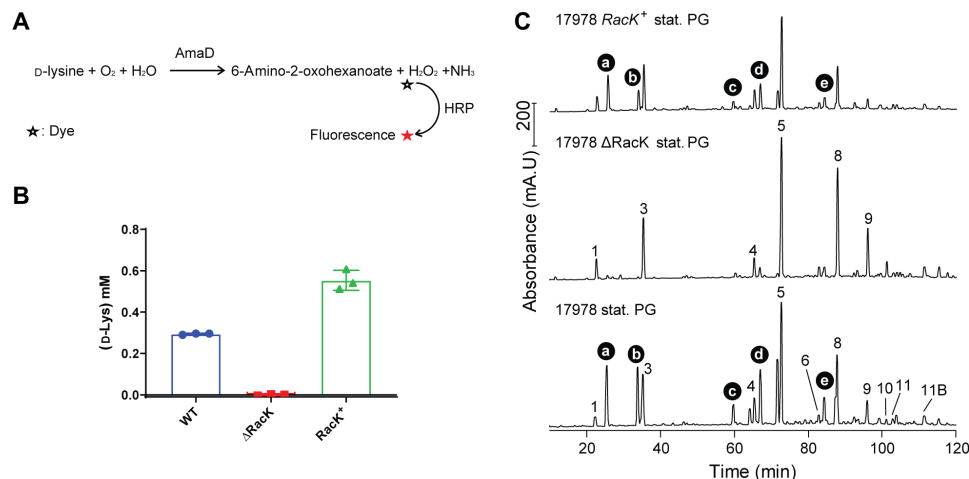 A
AmaD
D-lysine + O2 + H2O
6-Amino-2-oxohexanoate + H2O2 +NH3
HRP
: Dye
Fluorescence
B
(D-Lys) mM
0.8
0.6
0.4
0.2
0.0
WT
ΔRacK
RacK+
C
Absorbance (mA.U)
200
17978 RacK+ stat. PG
a
b
c
d
e
17978 ΔRacK stat. PG
1
3
4
5
8
9
17978 stat. PG
a
1
b
3
c
4
d
5
6
e
8
9
10
11
11B
20
40
60
80
100
120
Time (min)